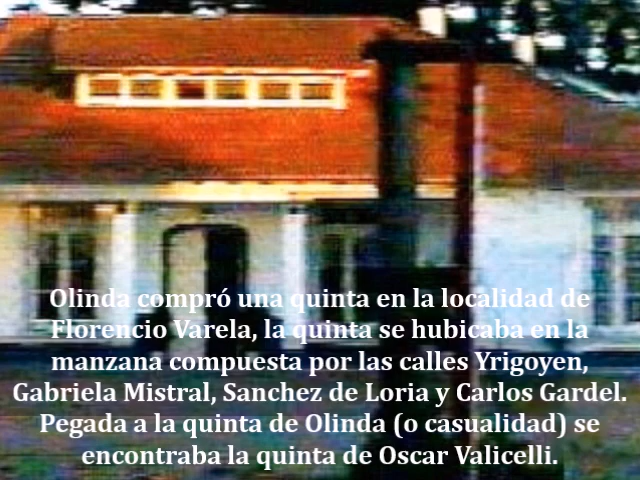 Olinda compró una quinta en la localidad de
Florencio Varela, la quinta se hubicaba en la
manzana compuesta por las calles Yrigoyen,
Gabriela Mistral, Sanchez de Loria y Carlos Gardel.
Pegada a la quinta de Olinda (o casualidad) se
encontraba la quinta de Oscar Valicelli.